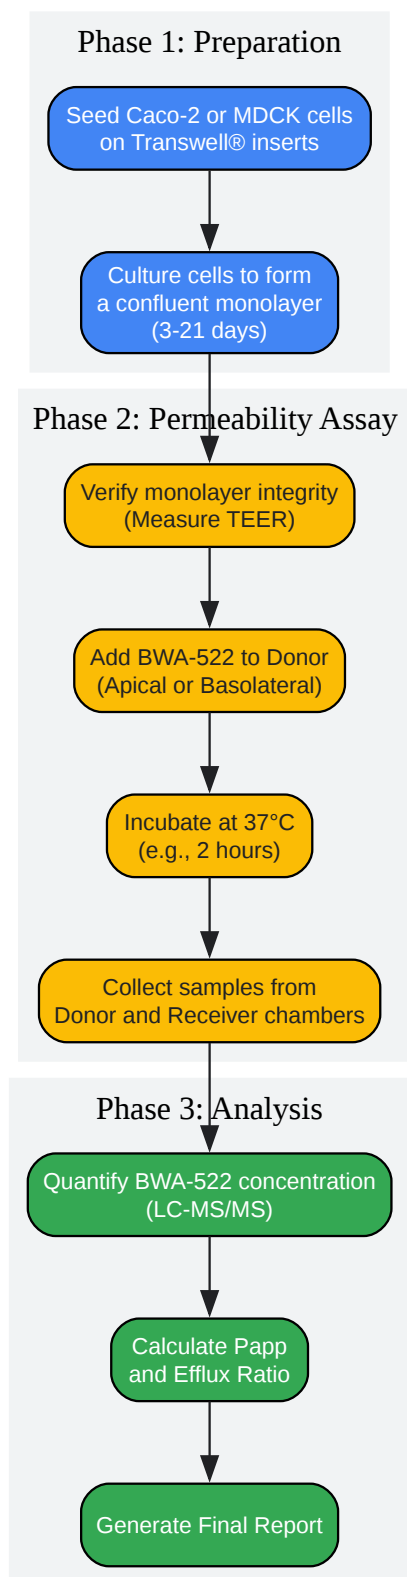 Phase 1: Preparation
Seed Caco-2 or MDCK cells
on Transwell® inserts
Culture cells to form
a confluent monolayer
(3-21 days)
Phase 2: Permeability Assay
Verify monolayer integrity
(Measure TEER)
Add BWA-522 to Donor
(Apical or Basolateral)
Incubate at 37°C
(e.g., 2 hours)
Collect samples from
Donor and Receiver chambers
Phase 3: Analysis
Quantify BWA-522 concentration
(LC-MS/MS)
Calculate Papp
and Efflux Ratio
Generate Final Report